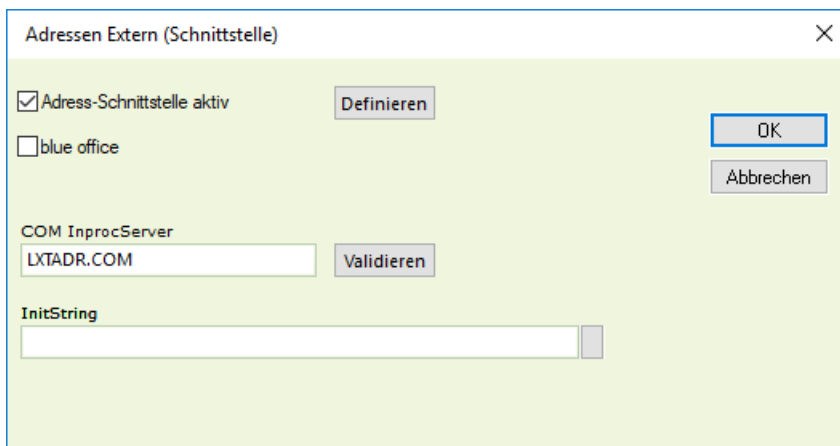 Adressen Extern (Schnittstelle)
Adress-Schnittstelle aktiv
Definieren
OK
blue office
Abbrechen
COM InprocServer
LXTADR.COM
Validieren
InitString